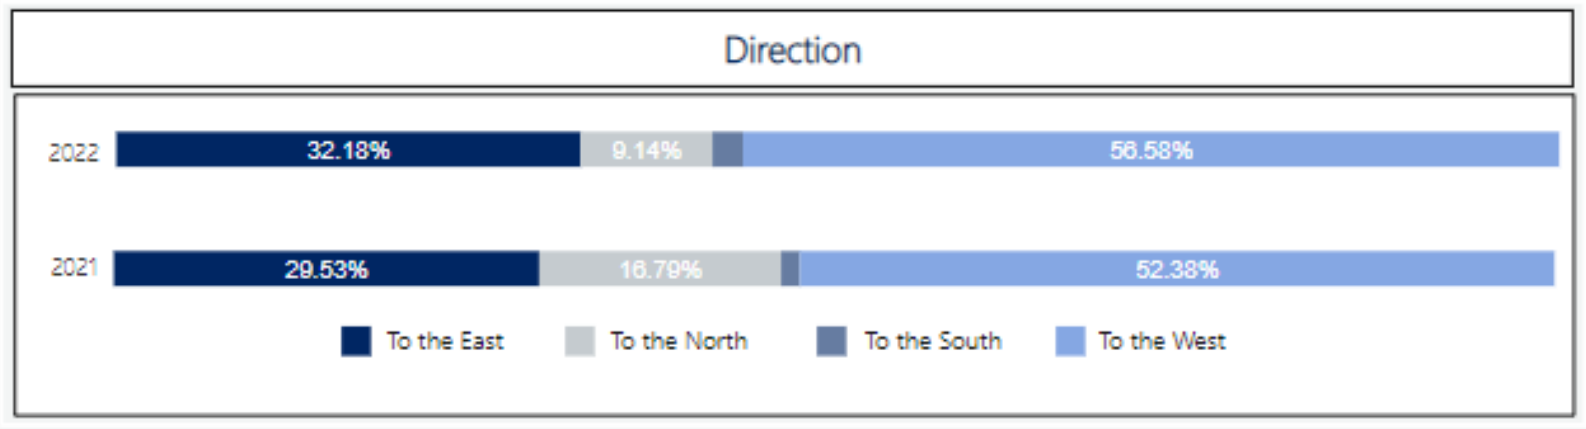 Direction
2022 32.18% 9.14% 56.58%
2021 29.53% 16.79% 52.38%
To the East To the North To the South To the West